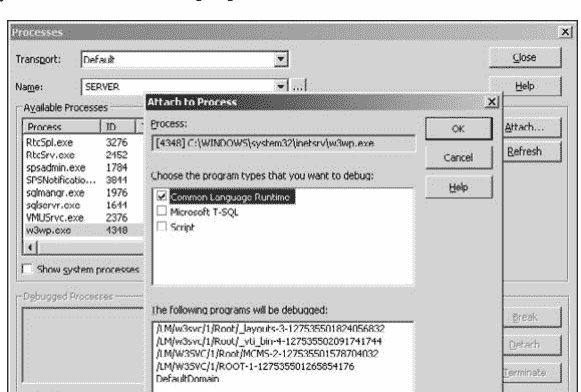 Processes
Transport: Default
Close
Name: SERVER
...
Help
Available Processes
Process ID
RtcSpl.exe 3276
RtcSrv.exe 2452
spsadmin.exe 1784
SPSNotificatio... 3844
sqlmangr.exe 1976
sqlservr.exe 1644
VMUSrvc.exe 2376
w3wp.exe 4348
Attach...
Refresh
Show system processes
Debugged Processes
Break
Detach
Terminate
Attach to Process
Process:
[4348] C:\WINDOWS\system32\inetsrv\w3wp.exe
OK
Cancel
Help
Choose the program types that you want to debug:
Common Language Runtime
Microsoft T-SQL
Script
The following programs will be debugged:
/LM/w3svc/1/Root/_layouts-3-127535501824056832
/LM/w3svc/1/Root/_vti_bin-4-127535502091741744
/LM/W3SVC/1/Root/MCMS-2-127535501578704032
/LM/W3SVC/1/ROOT-1-127535501265854176
DefaultDomain